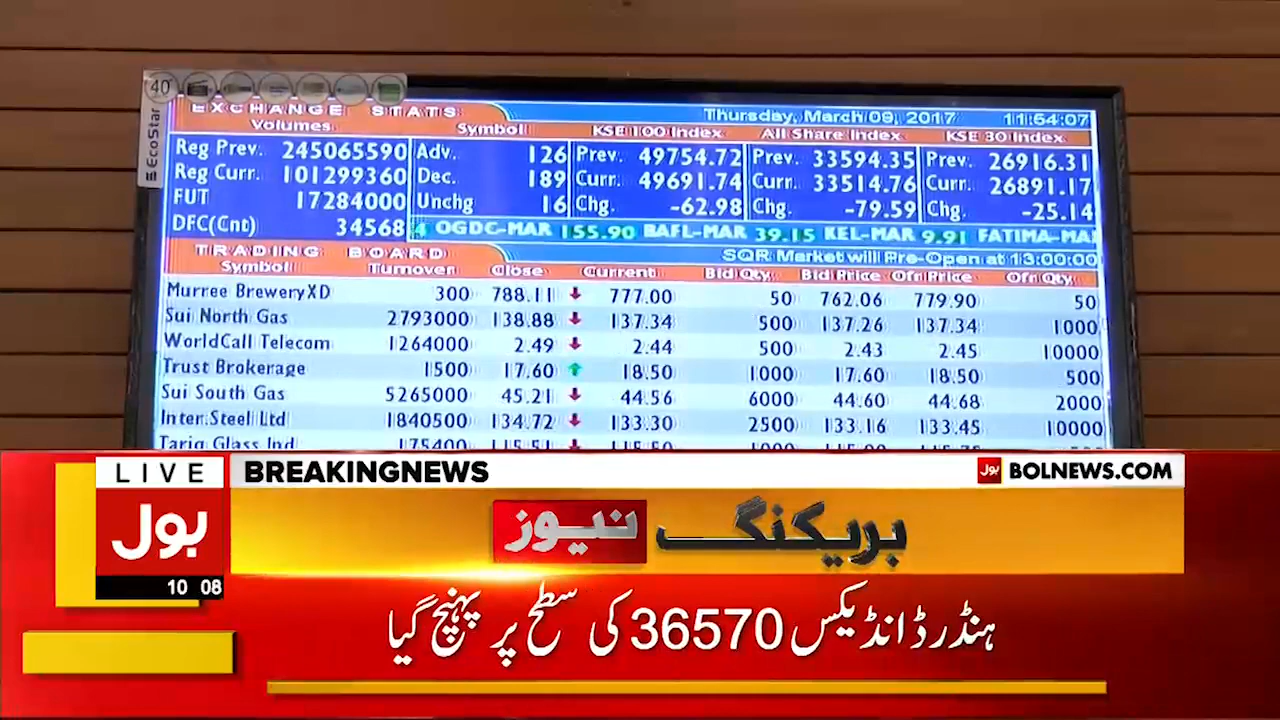 40"
EcoStar
EXCHANGE STATS Thursday, March 09, 2017 11:54:07
Volumes Symbol KSE 100 Index All Share Index KSE 30 Index
Reg Prev. 245065590 Adv. 126 Prev. 49754.72 Prev. 33594.35 Prev. 26916.31
Reg Curr. 101299360 Dec. 189 Curr. 49691.74 Curr. 33514.76 Curr. 26891.17
FUT 17284000 Unchg 16 Chg. -62.98 Chg. -79.59 Chg. -25.14
DFC(Cnt) 34568 4 OGDC-MAR 155.90 BAFL-MAR 39.15 KEL-MAR 9.91 FATIMA-MA
TRADING BOARD SQR Market will Pre-Open at 13:00:00
Symbol Turnover Close Current Bid Qty. Bid Price Ofr Price Ofr Qty.
Murree BreweryXD 300 788.11 777.00 50 762.06 779.90 50
Sui North Gas 2793000 138.88 137.34 500 137.26 137.34 1000
WorldCall Telecom 1264000 2.49 2.44 500 2.43 2.45 10000
Trust Brokerage 1500 17.60 18.50 1000 17.60 18.50 500
Sui South Gas 5265000 45.21 44.56 6000 44.60 44.68 2000
Inter.Steel Ltd 1840500 134.72 133.30 2500 133.16 133.45 10000
Tariq Glass Ind 175400
LIVE BREAKINGNEWS بول BOLNEWS.COM
بول
بریکنگ نیوز
10 08
ہنڈرڈ انڈیکس 36570 کی سطح پر پہنچ گیا